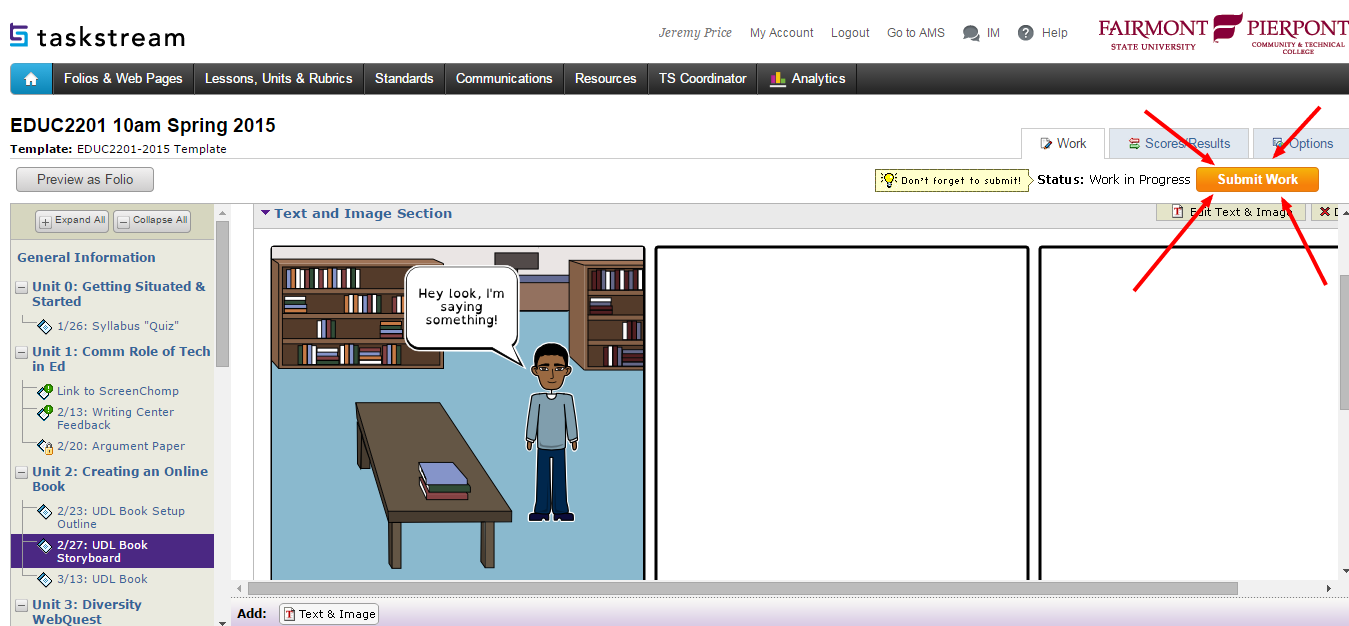 taskstream
Jeremy Price My Account Logout Go to AMS IM Help
FAIRMONT
STATE UNIVERSITY
PIERPONT
COMMUNITY & TECHNICAL
COLLEGE
Folios & Web Pages Lessons, Units & Rubrics Standards Communications Resources TS Coordinator Analytics
EDUC2201 10am Spring 2015
Template: EDUC2201-2015 Template
Work Scores/Results Options
Preview as Folio
Don't forget to submit! Status: Work in Progress Submit Work
Expand All Collapse All
Text and Image Section
Edit Text & Image D
General Information
Unit 0: Getting Situated &
Started
1/26: Syllabus "Quiz"
Unit 1: Comm Role of Tech
in Ed
Link to ScreenChomp
2/13: Writing Center
Feedback
2/20: Argument Paper
Unit 2: Creating an Online
Book
2/23: UDL Book Setup
Outline
2/27: UDL Book
Storyboard
3/13: UDL Book
Unit 3: Diversity
WebQuest
Hey look, I'm
saying
something!
Add: Text & Image